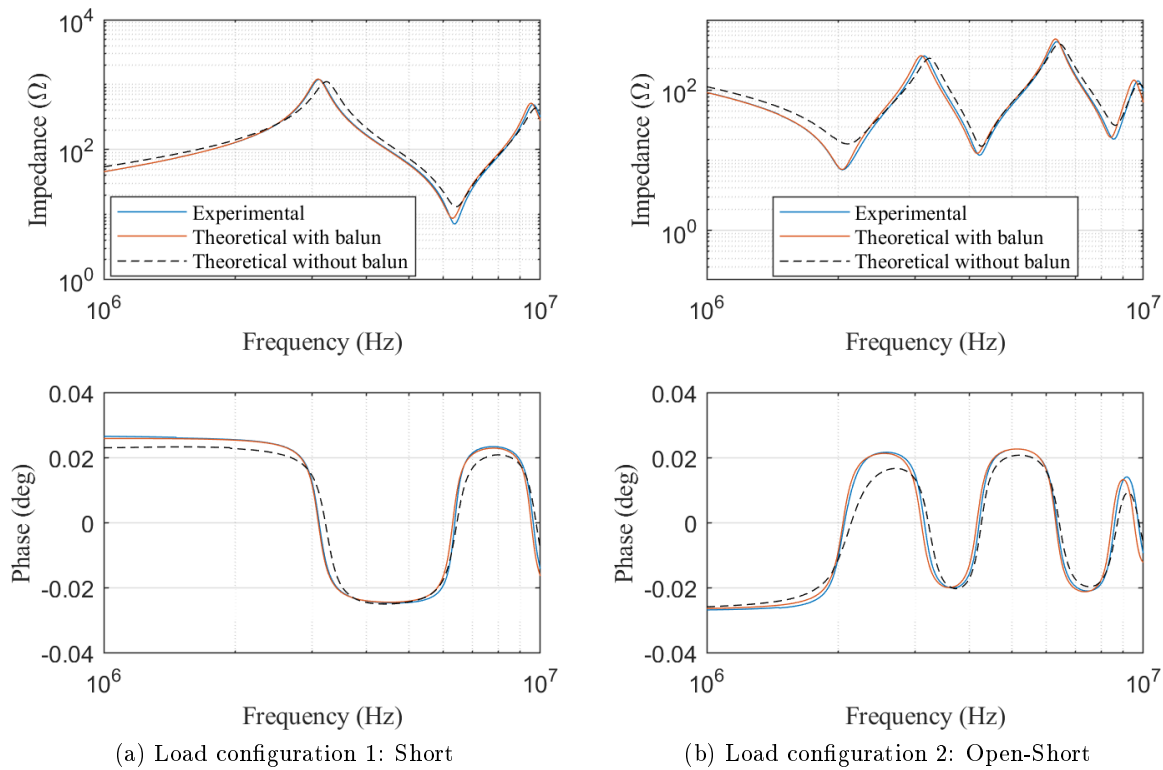 10^4
10^2
10^0
Impedance (Ω)
Experimental
Theoretical with balun
Theoretical without balun
10^6
10^7
Frequency (Hz)
10^2
10^0
Impedance (Ω)
Experimental
Theoretical with balun
Theoretical without balun
10^6
10^7
Frequency (Hz)
0.04
0.02
0
-0.02
-0.04
Phase (deg)
10^6
10^7
Frequency (Hz)
(a) Load configuration 1: Short
0.04
0.02
0
-0.02
-0.04
Phase (deg)
10^6
10^7
Frequency (Hz)
(b) Load configuration 2: Open-Short